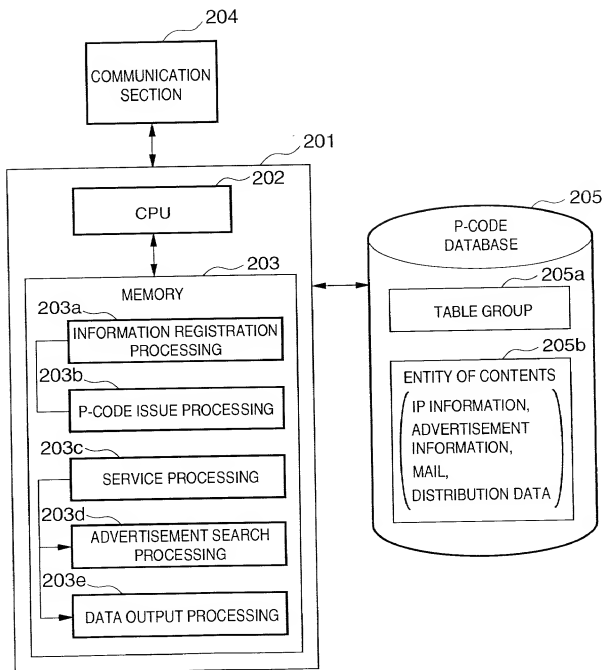 204
COMMUNICATION
SECTION
201
202
CPU
203
MEMORY
203a
INFORMATION REGISTRATION
PROCESSING
203b
P-CODE ISSUE PROCESSING
203c
SERVICE PROCESSING
203d
ADVERTISEMENT SEARCH
PROCESSING
203e
DATA OUTPUT PROCESSING
205
P-CODE
DATABASE
205a
TABLE GROUP
205b
ENTITY OF CONTENTS
IP INFORMATION,
ADVERTISEMENT
INFORMATION,
MAIL,
DISTRIBUTION DATA